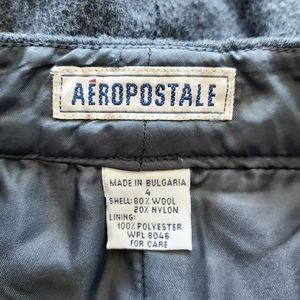 AÉROPOSTALE
MADE IN BULGARIA
4
SHELL: 80% WOOL
20% NYLON
LINING:
100% POLYESTER
WPL 8046
FOR CARE